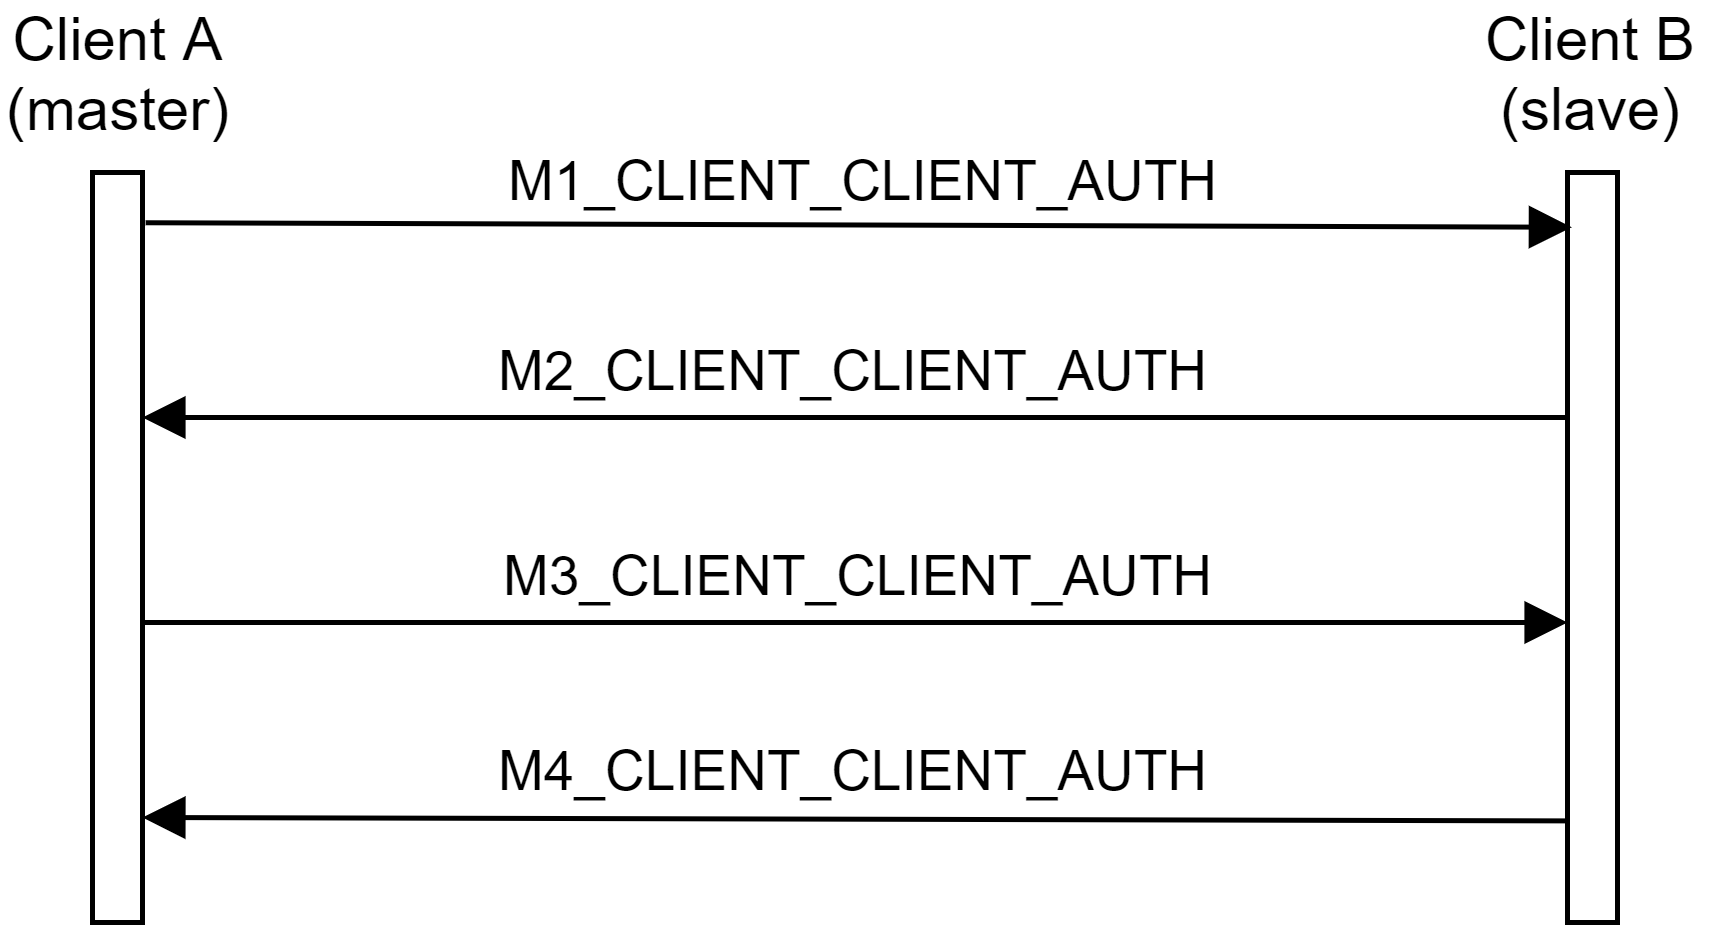 Client A
(master)
Client B
(slave)
M1_CLIENT_CLIENT_AUTH
M2_CLIENT_CLIENT_AUTH
M3_CLIENT_CLIENT_AUTH
M4_CLIENT_CLIENT_AUTH